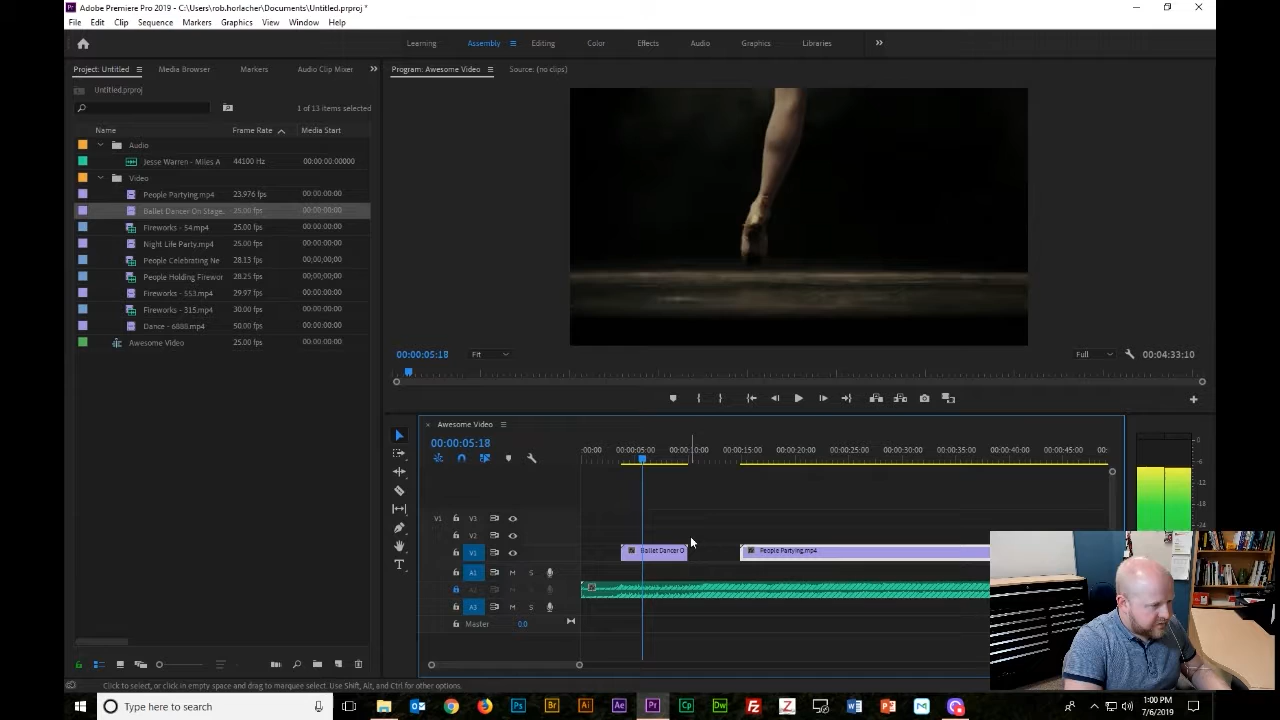 Adobe Premiere Pro 2019 - C:\Users\rob.horlacher\Documents\Untitled.prproj *
File Edit Clip Sequence Markers Graphics View Window Help
Learning Assembly Editing Color Effects Audio Graphics Libraries
Project: Untitled Media Browser Markers Audio Clip Mixer
Program: Awesome Video Source: (no clips)
Untitled.prproj
1 of 13 items selected
Name Frame Rate Media Start
Audio
Jesse Warren - Miles A 44100 Hz 00:00:00:00000
Video
People Partying.mp4 23.976 fps 00:00:00:00
Ballet Dancer On Stage. 25.00 fps 00:00:00:00
Fireworks - 54.mp4 25.00 fps 00:00:00:00
Night Life Party.mp4 25.00 fps 00:00:00:00
People Celebrating Ne 28.13 fps 00;00;00;00
People Holding Firewor 28.25 fps 00;00;00;00
Fireworks - 553.mp4 29.97 fps 00:00:00:00
Fireworks - 315.mp4 30.00 fps 00:00:00:00
Dance - 6888.mp4 50.00 fps 00:00:00:00
Awesome Video 25.00 fps 00:00:00:00
00:00:05:18 Fit Full 00:04:33:10
Awesome Video
00:00:05:18
:00:00 00:00:05:00 00:00:10:00 00:00:15:00 00:00:20:00 00:00:25:00 00:00:30:00 00:00:35:00 00:00:40:00 00:00:45:00 00:
V1 V3
V2
V1 Ballet Dancer O People Partying.mp4
A1 M S
A3 M S
Master 0.0
0
-6
-12
-18
-24
Click to select, or click in empty space and drag to marquee select. Use Shift, Alt, and Ctrl for other options.
Type here to search
1:00 PM
7/6/2019